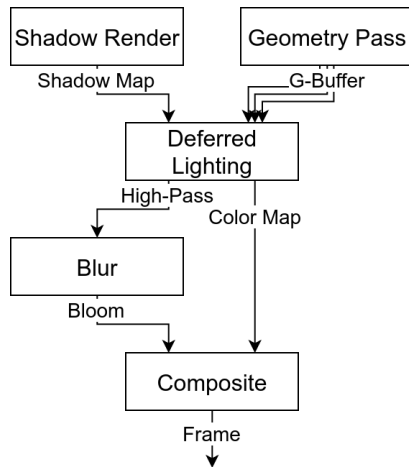 Shadow Render
Geometry Pass
Shadow Map
G-Buffer
Deferred
Lighting
High-Pass
Color Map
Blur
Bloom
Composite
Frame